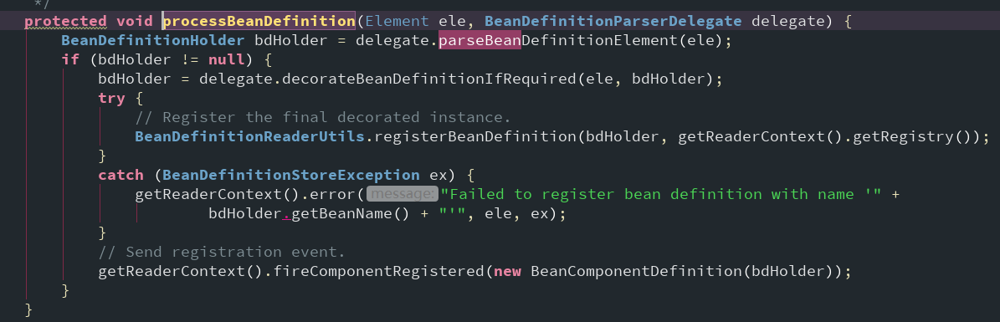 */
protected void processBeanDefinition(Element ele, BeanDefinitionParserDelegate delegate) {
BeanDefinitionHolder bdHolder = delegate.parseBeanDefinitionElement(ele);
if (bdHolder != null) {
bdHolder = delegate.decorateBeanDefinitionIfRequired(ele, bdHolder);
try {
// Register the final decorated instance.
BeanDefinitionReaderUtils.registerBeanDefinition(bdHolder, getReaderContext().getRegistry());
}
catch (BeanDefinitionStoreException ex) {
getReaderContext().error( message: "Failed to register bean definition with name '" +
bdHolder.getBeanName() + "'", ele, ex);
}
// Send registration event.
getReaderContext().fireComponentRegistered(new BeanComponentDefinition(bdHolder));
}
}